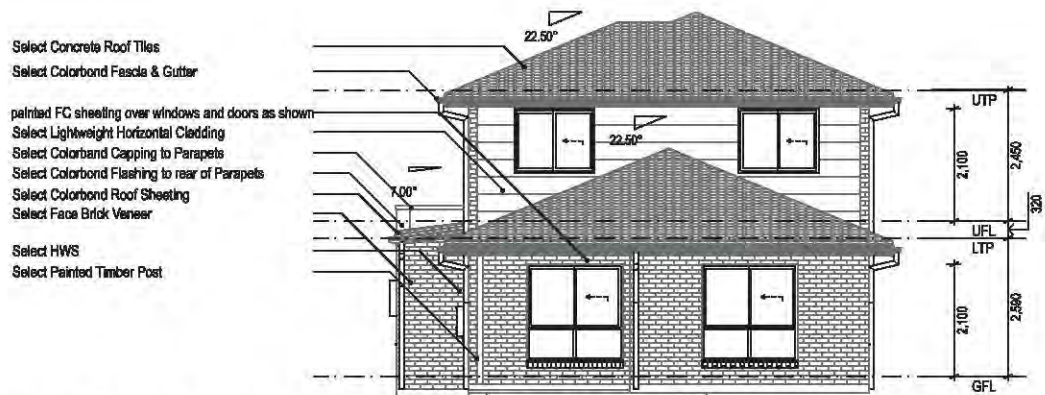 22.50°
Select Concrete Roof Tiles
Select Colorbond Fascia & Gutter
UTP
painted FC sheeting over windows and doors as shown
Select Lightweight Horizontal Cladding
22.50°
2,100
2,450
Select Colorband Capping to Parapets
Select Colorbond Flashing to rear of Parapets
7.00°
Select Colorbond Roof Sheeting
320
Select Face Brick Veneer
UFL
LTP
Select HWS
Select Painted Timber Post
2,100
2,590
GFL